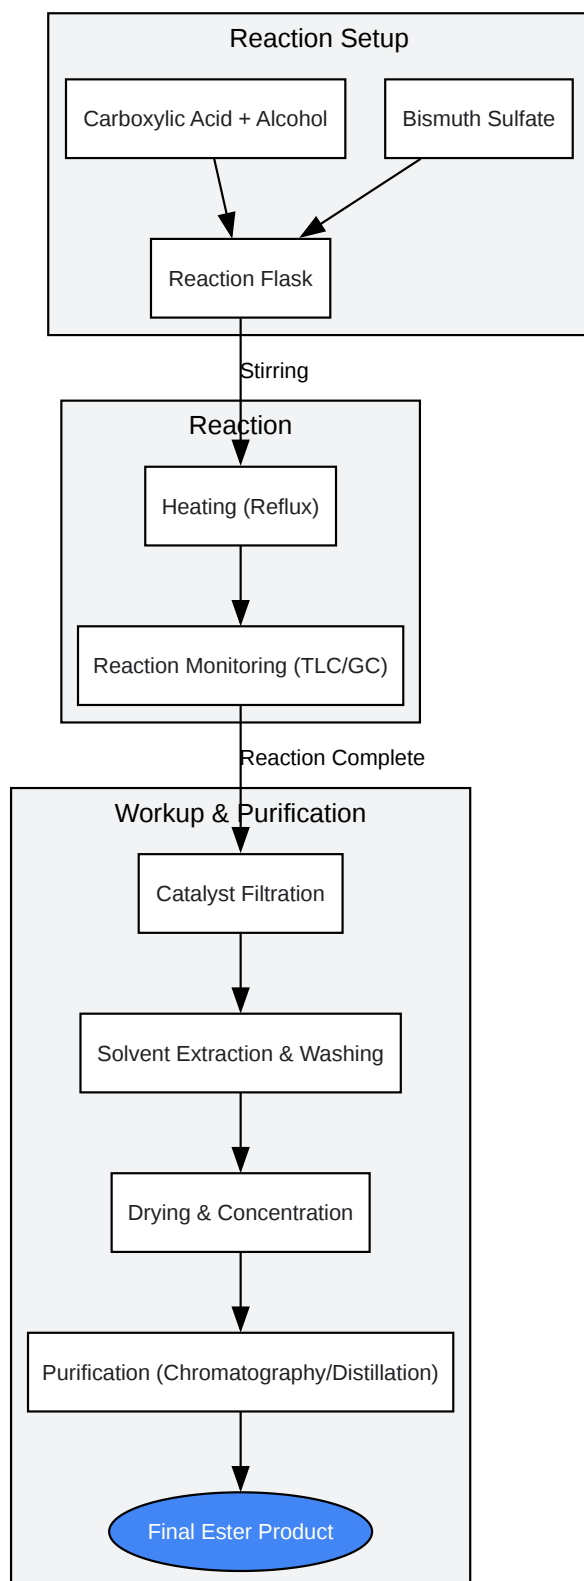 Reaction Setup
Carboxylic Acid + Alcohol
Bismuth Sulfate
Reaction Flask
Stirring
Reaction
Heating (Reflux)
Reaction Monitoring (TLC/GC)
Reaction Complete
Workup & Purification
Catalyst Filtration
Solvent Extraction & Washing
Drying & Concentration
Purification (Chromatography/Distillation)
Final Ester Product